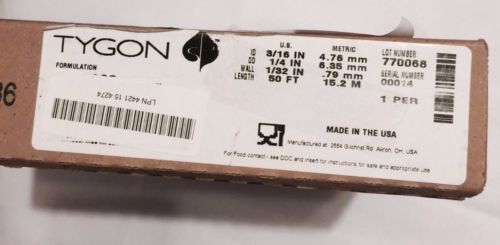 TYGON
FORMULATION
U.S. METRIC
ID 3/16 IN 4.76 mm
OD 1/4 IN 6.35 mm
WALL 1/32 IN .79 mm
LENGTH 50 FT 15.2 M
LOT NUMBER
770068
SERIAL NUMBER
00014
1 PER
LPN 4421 15 4274
MADE IN THE USA
Manufactured at 2664 Gilchrist Rd. Akron, OH, USA
For Food contact - see DOC and insert for instructions for safe and appropriate use